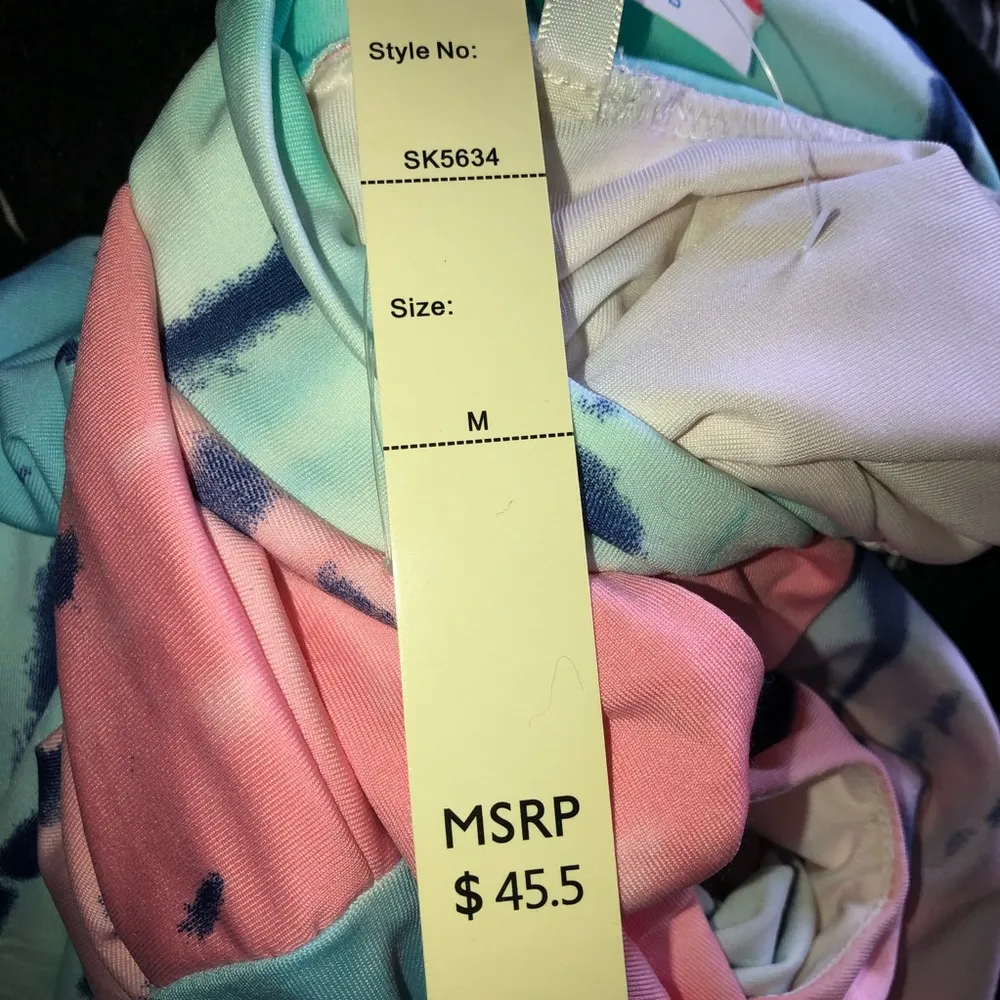 Style No:
SK5634
Size:
M
MSRP
$ 45.5